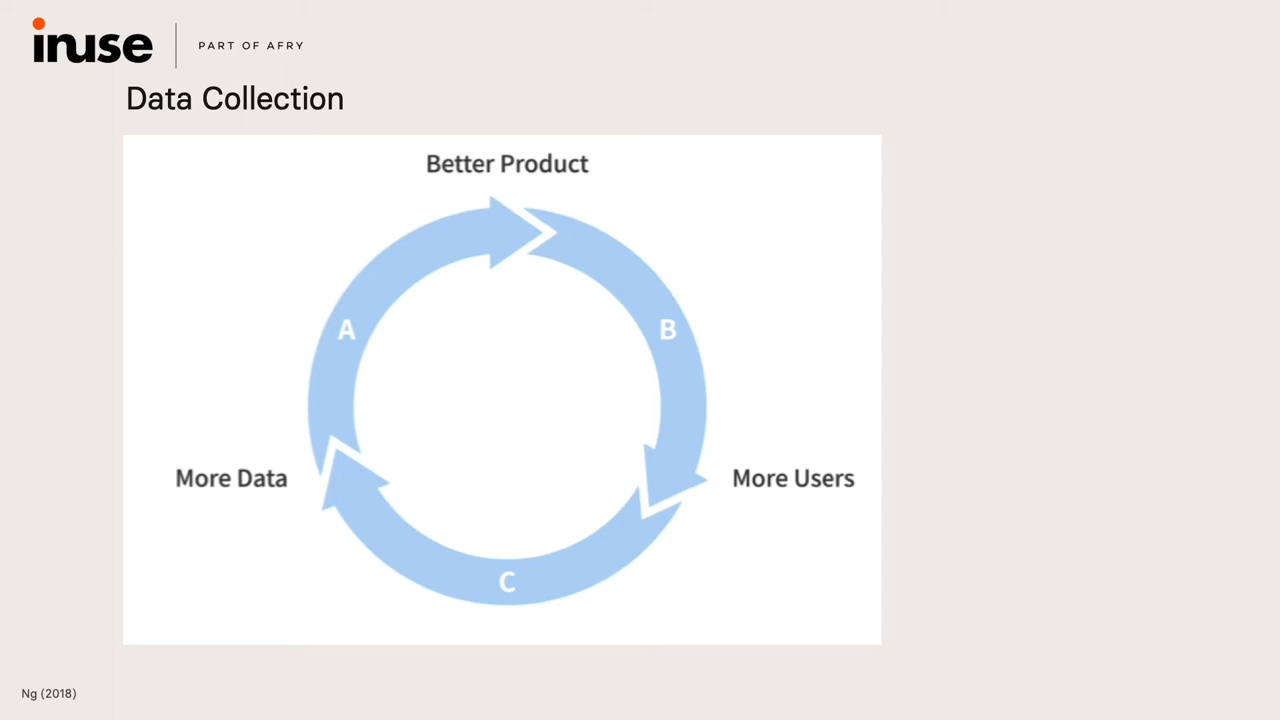 inuse
PART OF AFRY
Data Collection
Better Product
A
B
More Data
More Users
C
Ng (2018)